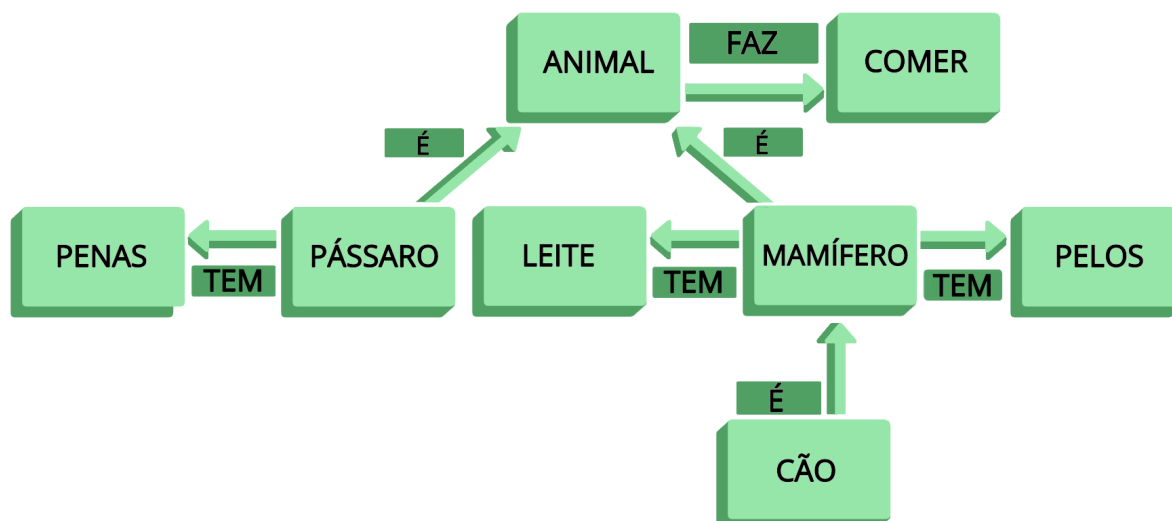 ANIMAL
FAZ
COMER
É
É
PENAS
TEM
PÁSSARO
LEITE
TEM
MAMÍFERO
TEM
PELOS
É
CÃO